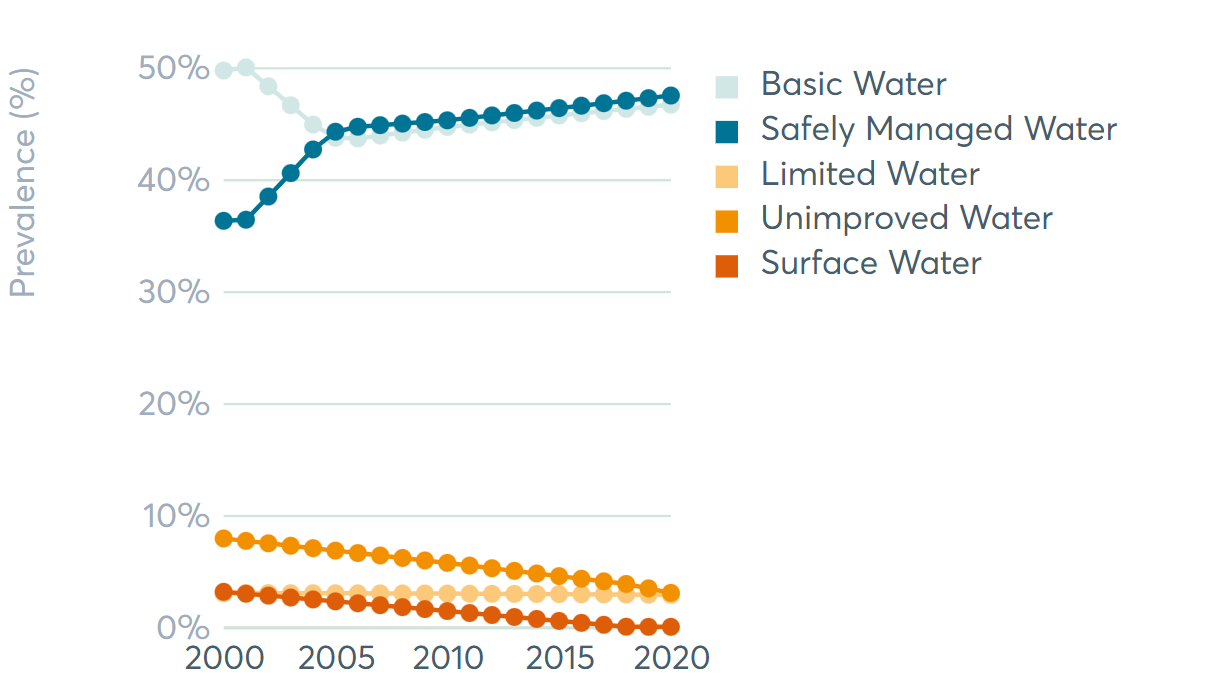 Prevalence (%)
50%
40%
30%
20%
10%
0%
2000 2005 2010 2015 2020
Basic Water
Safely Managed Water
Limited Water
Unimproved Water
Surface Water